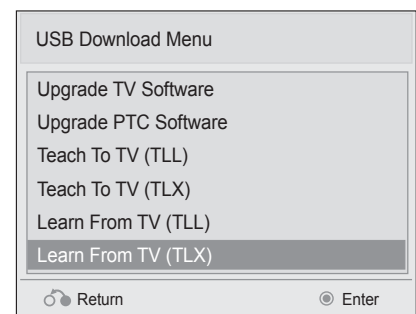 USB Download Menu
Upgrade TV Software
Upgrade PTC Software
Teach To TV (TLL)
Teach To TV (TLX)
Learn From TV (TLL)
Learn From TV (TLX)
Return Enter